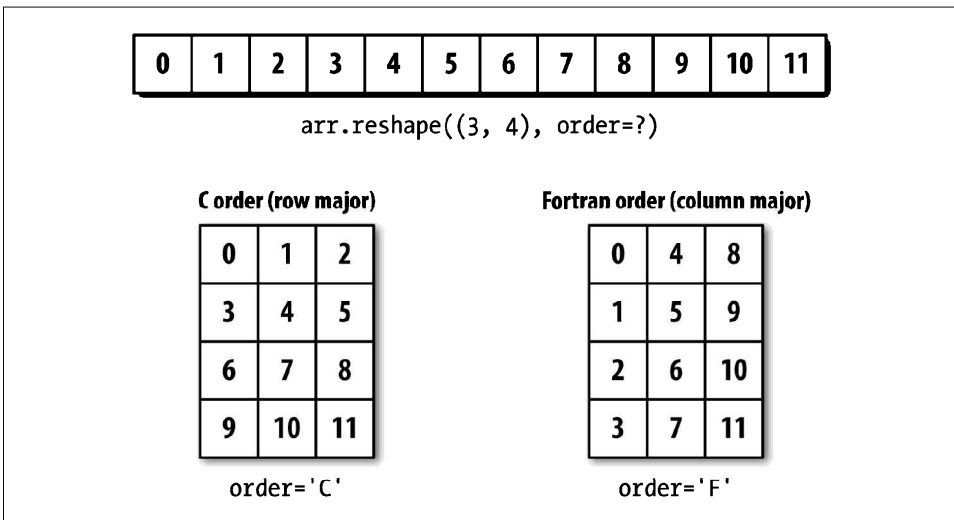 0 1 2 3 4 5 6 7 8 9 10 11
arr.reshape((3, 4), order=?)
C order (row major)
0 1 2
3 4 5
6 7 8
9 10 11
order='C'
Fortran order (column major)
0 4 8
1 5 9
2 6 10
3 7 11
order='F'